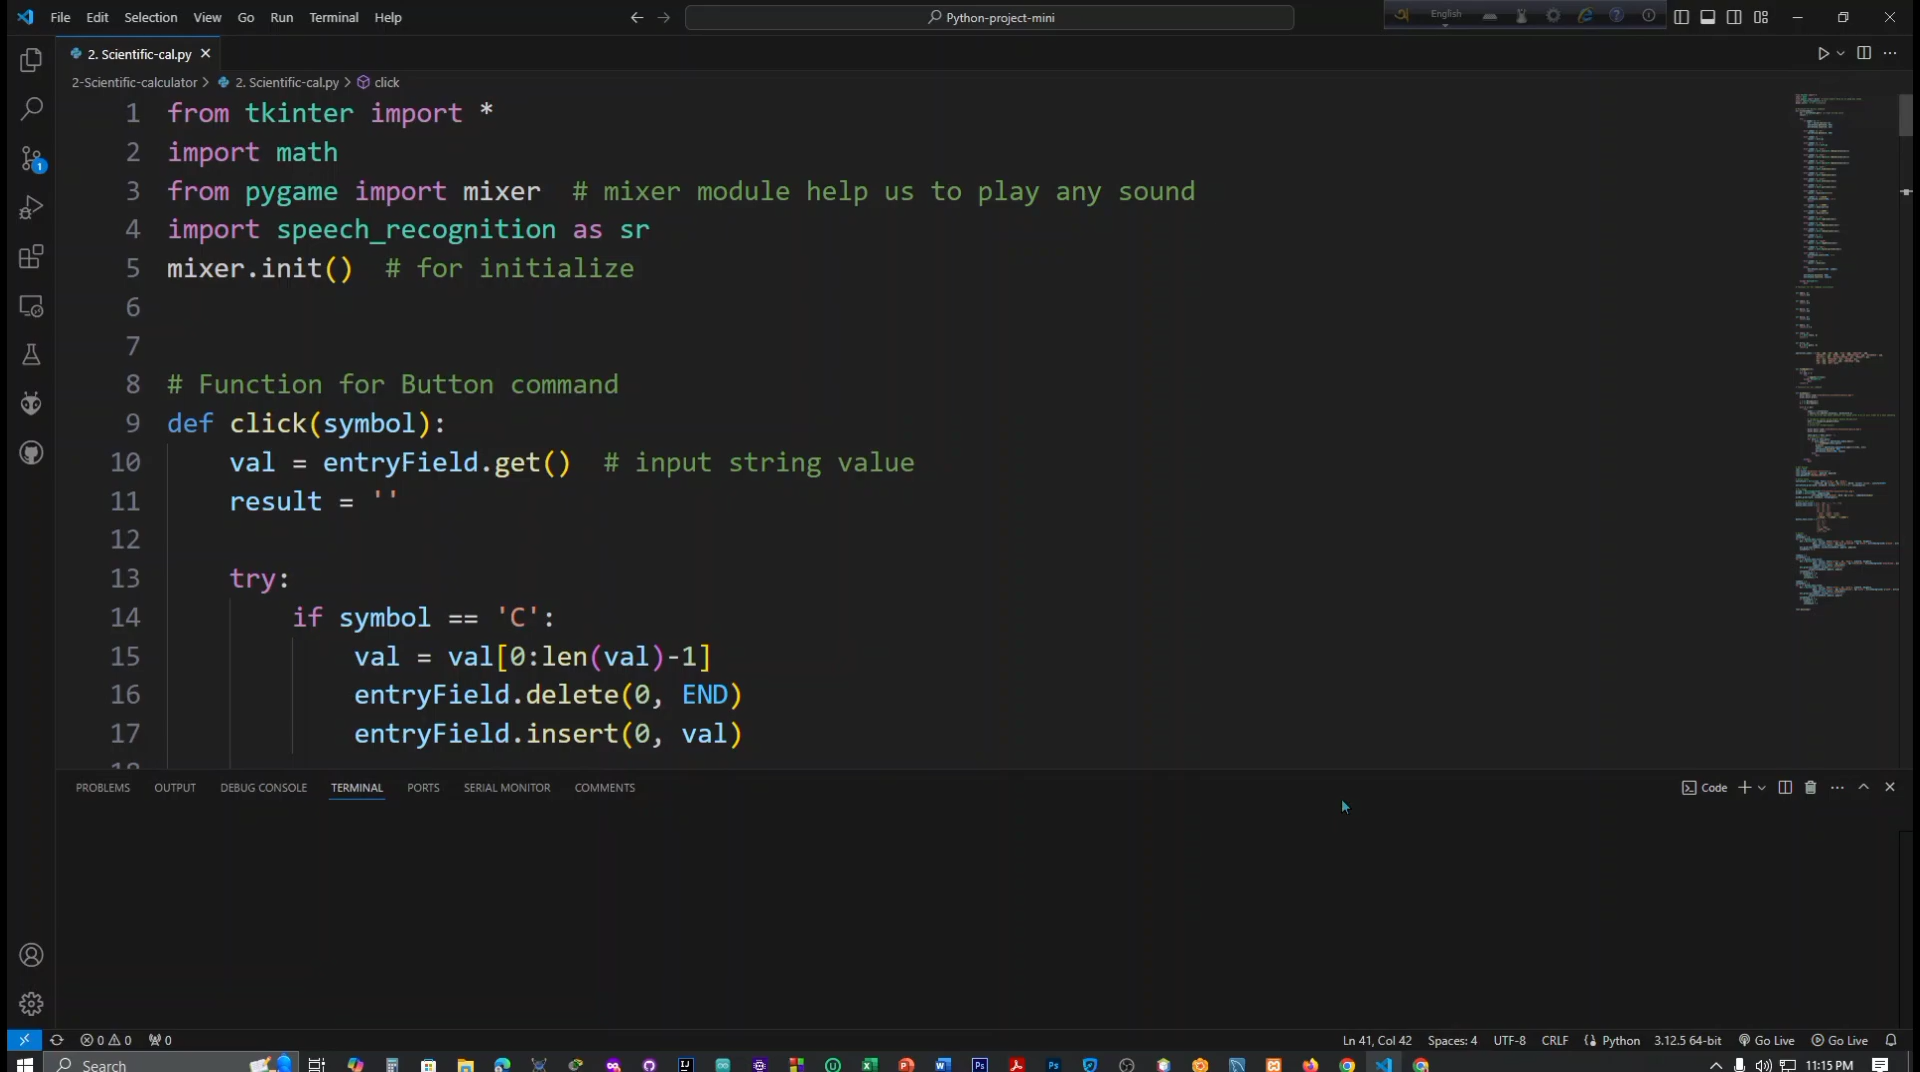 File Edit Selection View Go Run Terminal Help
Python-project-mini
English
2. Scientific-cal.py
2-Scientific-calculator > 2. Scientific-cal.py > click
1 from tkinter import *
2 import math
3 from pygame import mixer  # mixer module help us to play any sound
4 import speech_recognition as sr
5 mixer.init()  # for initialize
6
7
8 # Function for Button command
9 def click(symbol):
10     val = entryField.get()  # input string value
11     result = ''
12
13     try:
14         if symbol == 'C':
15             val = val[0:len(val)-1]
16             entryField.delete(0, END)
17             entryField.insert(0, val)
18
PROBLEMS OUTPUT DEBUG CONSOLE TERMINAL PORTS SERIAL MONITOR COMMENTS
Code
0 0 0
Ln 41, Col 42 Spaces: 4 UTF-8 CRLF Python 3.12.5 64-bit Go Live Go Live
Search
11:15 PM